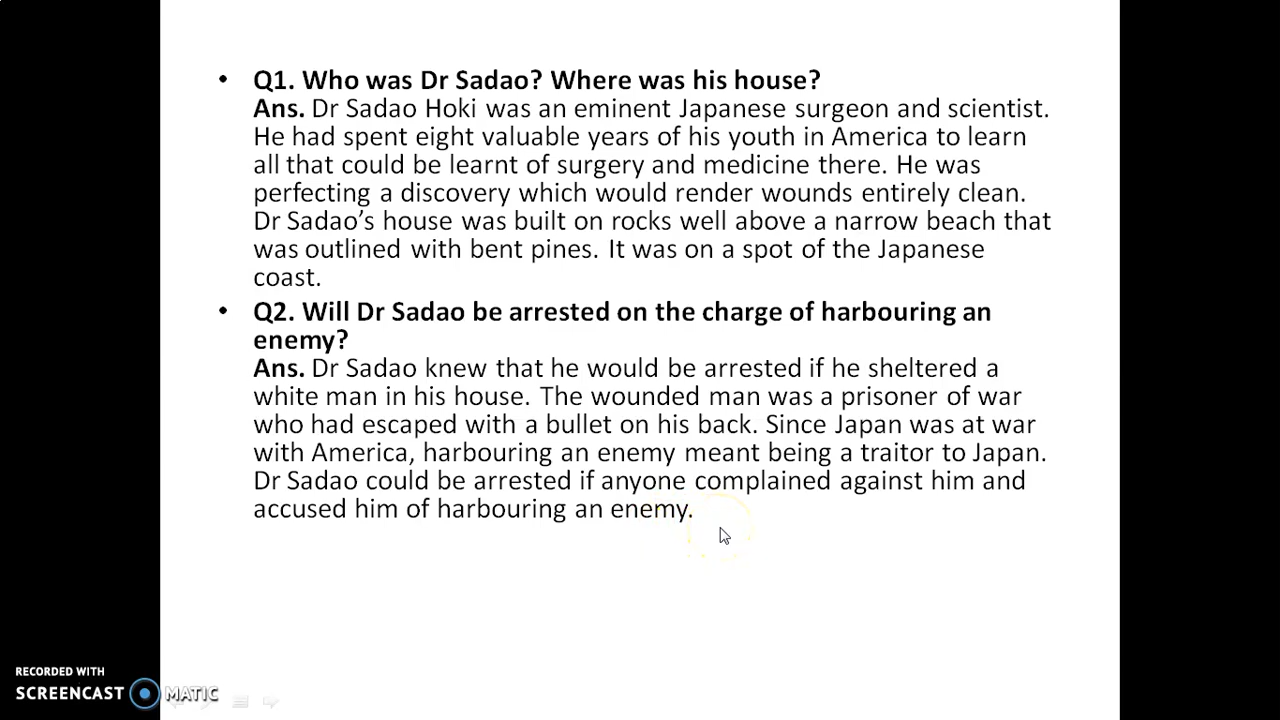 • Q1. Who was Dr Sadao? Where was his house?
Ans. Dr Sadao Hoki was an eminent Japanese surgeon and scientist.
He had spent eight valuable years of his youth in America to learn
all that could be learnt of surgery and medicine there. He was
perfecting a discovery which would render wounds entirely clean.
Dr Sadao’s house was built on rocks well above a narrow beach that
was outlined with bent pines. It was on a spot of the Japanese
coast.
• Q2. Will Dr Sadao be arrested on the charge of harbouring an
enemy?
Ans. Dr Sadao knew that he would be arrested if he sheltered a
white man in his house. The wounded man was a prisoner of war
who had escaped with a bullet on his back. Since Japan was at war
with America, harbouring an enemy meant being a traitor to Japan.
Dr Sadao could be arrested if anyone complained against him and
accused him of harbouring an enemy.
RECORDED WITH
SCREENCAST MATIC